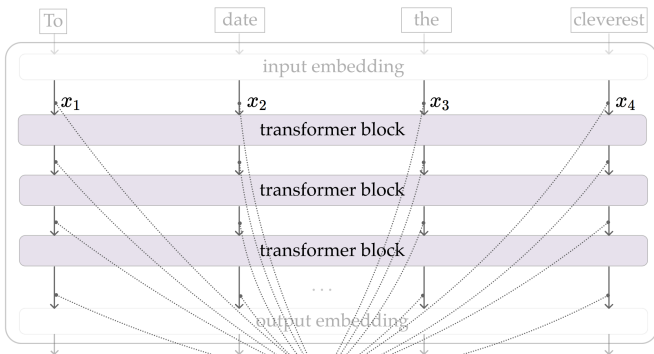 To date the cleverest
input embedding
x₁ x₂ x₃ x₄
transformer block
transformer block
transformer block
. . .
output embedding